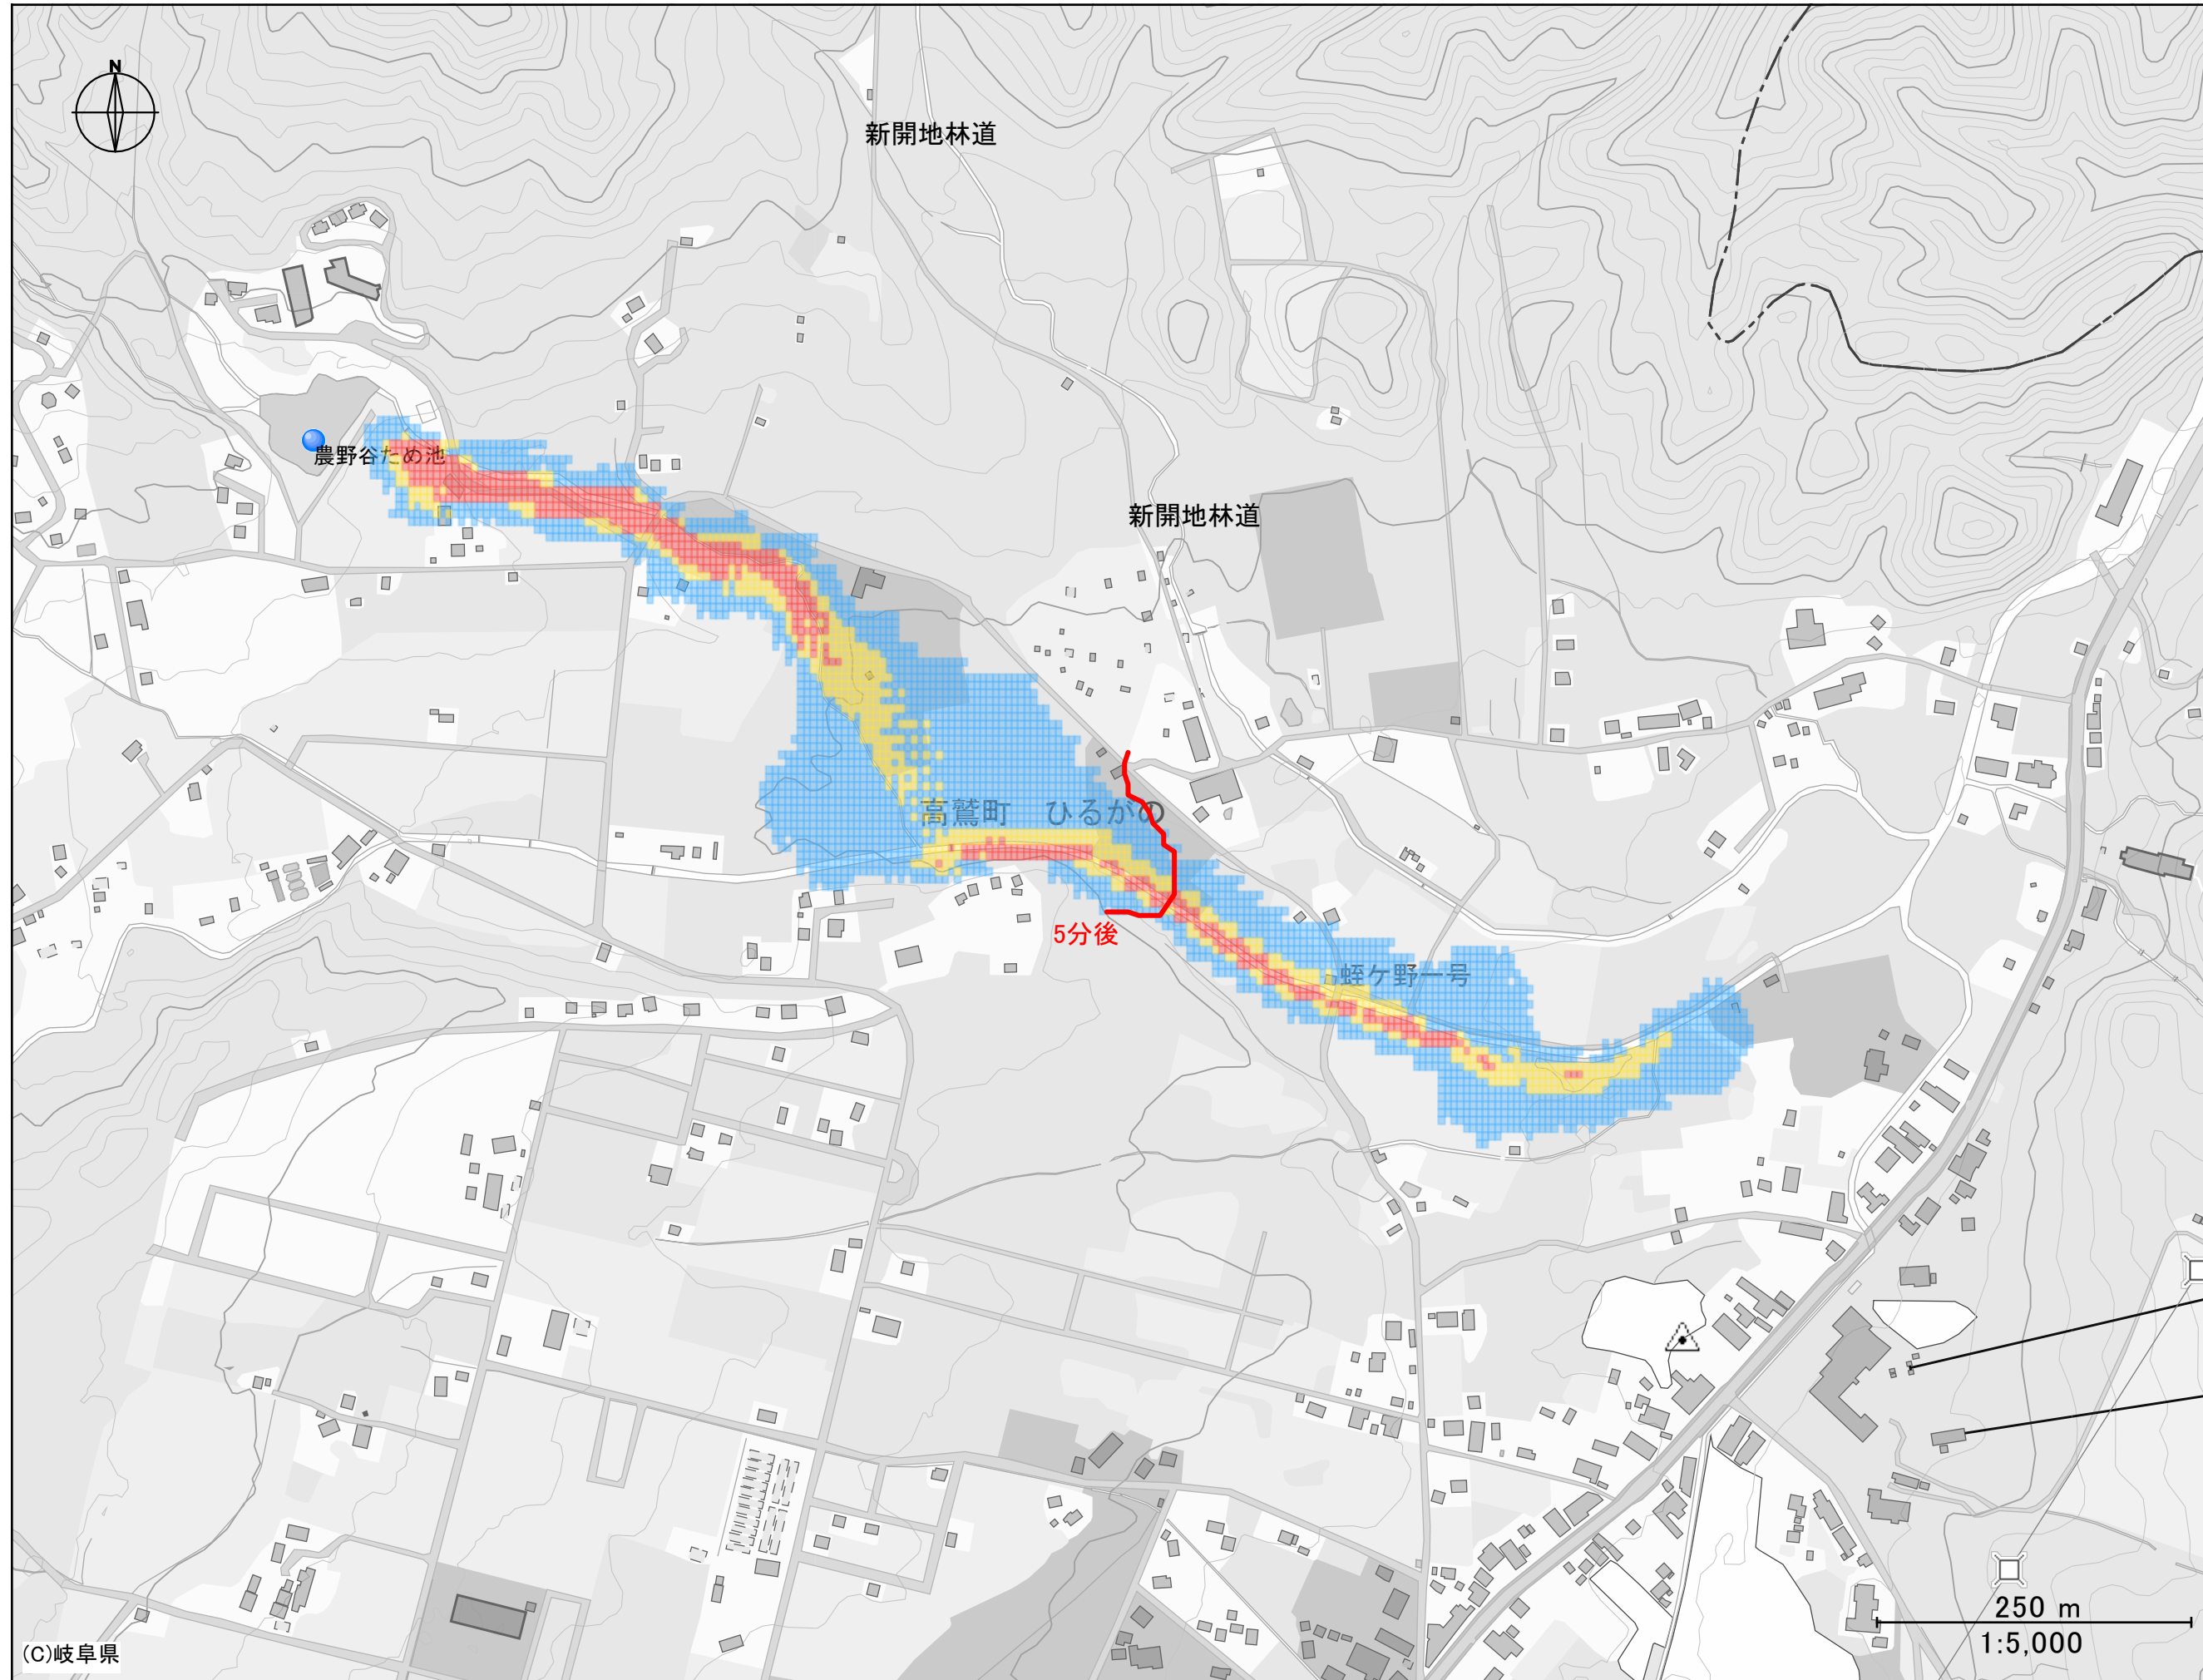 N
新開地林道
農野谷ため池
新開地林道
高鷲町 ひるがの
5分後
蛭ケ野一号
250 m
1:5,000
(C)岐阜県